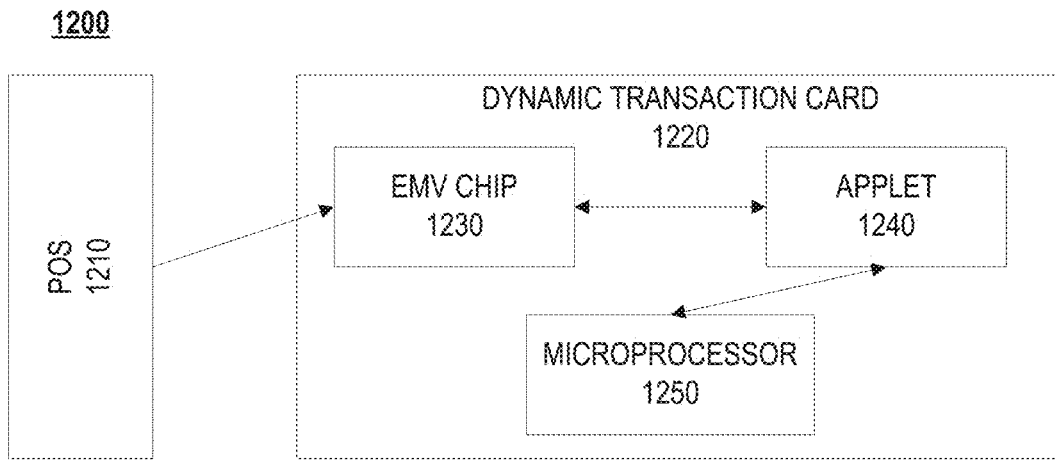 1200
POS
1210
DYNAMIC TRANSACTION CARD
1220
EMV CHIP
1230
APPLET
1240
MICROPROCESSOR
1250